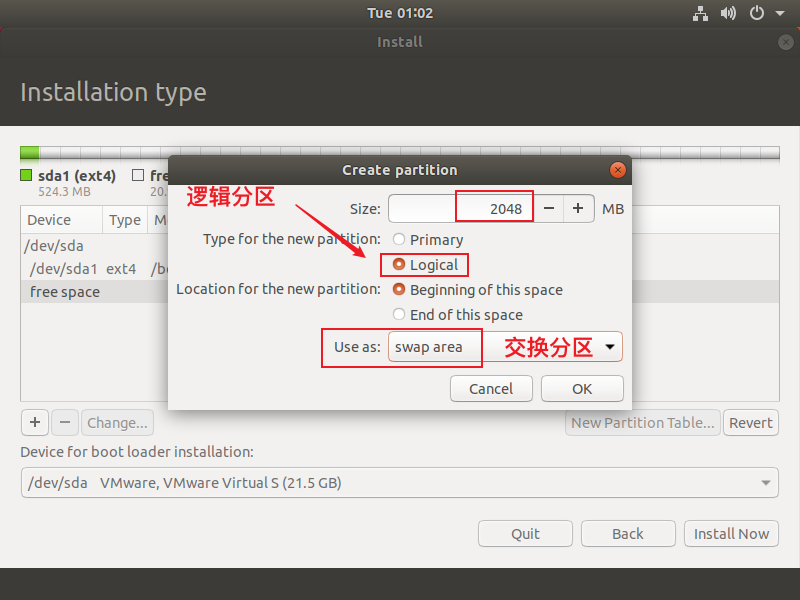 Tue 01:02
Install
Installation type
sda1 (ext4) fre
524.3 MB 20.
Device Type M
/dev/sda
/dev/sda1 ext4 /b
free space
Create partition
逻辑分区
Size: 2048 MB
Type for the new partition: Primary
Logical
Location for the new partition: Beginning of this space
End of this space
Use as: swap area 交换分区
Cancel OK
+ − Change... New Partition Table... Revert
Device for boot loader installation:
/dev/sda VMware, VMware Virtual S (21.5 GB)
Quit Back Install Now